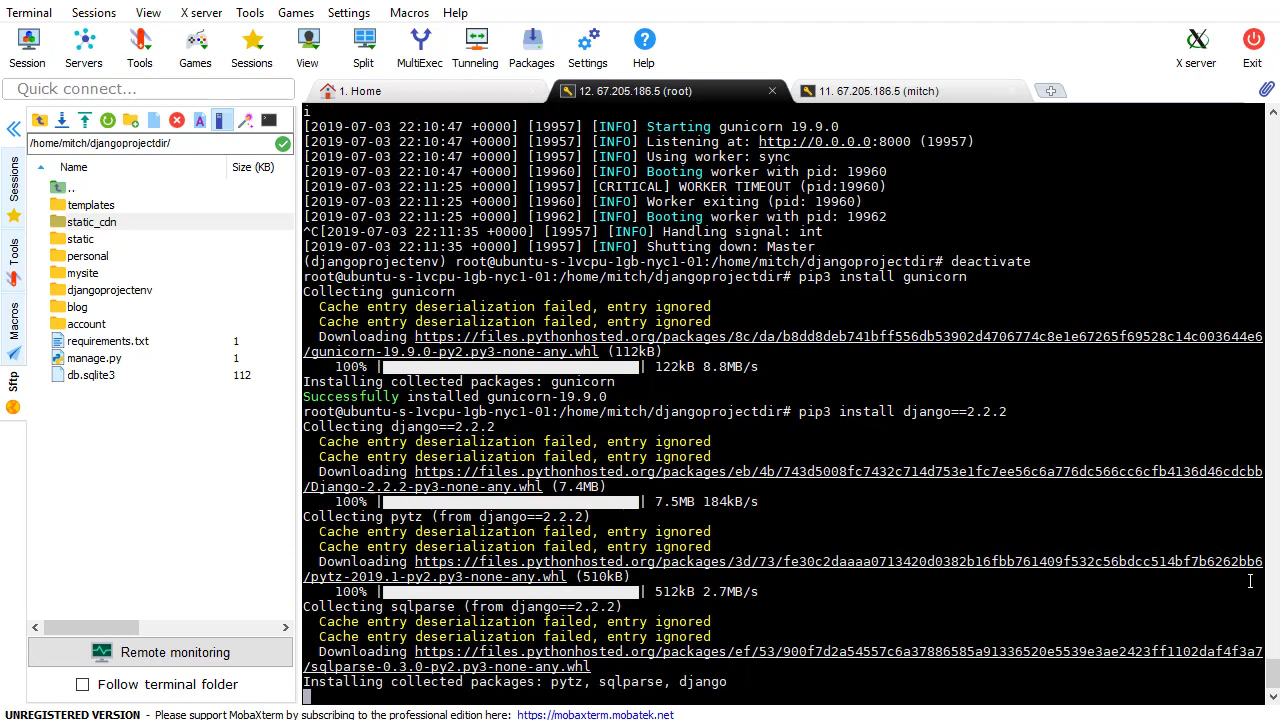 Terminal Sessions View X server Tools Games Settings Macros Help
Session Servers Tools Games Sessions View Split MultiExec Tunneling Packages Settings Help X server Exit
Quick connect...
1. Home
12. 67.205.186.5 (root)
11. 67.205.186.5 (mitch)
Sessions
Tools
Macros
Sftp
/home/mitch/djangoprojectdir/
Name Size (KB)
..
templates
static_cdn
static
personal
mysite
djangoprojectenv
blog
account
requirements.txt 1
manage.py 1
db.sqlite3 112
Remote monitoring
Follow terminal folder
i
[2019-07-03 22:10:47 +0000] [19957] [INFO] Starting gunicorn 19.9.0
[2019-07-03 22:10:47 +0000] [19957] [INFO] Listening at: http://0.0.0.0:8000 (19957)
[2019-07-03 22:10:47 +0000] [19957] [INFO] Using worker: sync
[2019-07-03 22:10:47 +0000] [19960] [INFO] Booting worker with pid: 19960
[2019-07-03 22:11:25 +0000] [19957] [CRITICAL] WORKER TIMEOUT (pid:19960)
[2019-07-03 22:11:25 +0000] [19960] [INFO] Worker exiting (pid: 19960)
[2019-07-03 22:11:25 +0000] [19962] [INFO] Booting worker with pid: 19962
^C[2019-07-03 22:11:35 +0000] [19957] [INFO] Handling signal: int
[2019-07-03 22:11:35 +0000] [19957] [INFO] Shutting down: Master
(djangoprojectenv) root@ubuntu-s-1vcpu-1gb-nyc1-01:/home/mitch/djangoprojectdir# deactivate
root@ubuntu-s-1vcpu-1gb-nyc1-01:/home/mitch/djangoprojectdir# pip3 install gunicorn
Collecting gunicorn
Cache entry deserialization failed, entry ignored
Cache entry deserialization failed, entry ignored
Downloading https://files.pythonhosted.org/packages/8c/da/b8dd8deb741bff556db53902d4706774c8e1e67265f69528c14c003644e6
/gunicorn-19.9.0-py2.py3-none-any.whl (112kB)
100% | | 122kB 8.8MB/s
Installing collected packages: gunicorn
Successfully installed gunicorn-19.9.0
root@ubuntu-s-1vcpu-1gb-nyc1-01:/home/mitch/djangoprojectdir# pip3 install django==2.2.2
Collecting django==2.2.2
Cache entry deserialization failed, entry ignored
Cache entry deserialization failed, entry ignored
Downloading https://files.pythonhosted.org/packages/eb/4b/743d5008fc7432c714d753e1fc7ee56c6a776dc566cc6cfb4136d46cdcbb
/Django-2.2.2-py3-none-any.whl (7.4MB)
100% | | 7.5MB 184kB/s
Collecting pytz (from django==2.2.2)
Cache entry deserialization failed, entry ignored
Cache entry deserialization failed, entry ignored
Downloading https://files.pythonhosted.org/packages/3d/73/fe30c2daaaa0713420d0382b16fbb761409f532c56bdcc514bf7b6262bb6
/pytz-2019.1-py2.py3-none-any.whl (510kB)
100% | | 512kB 2.7MB/s
Collecting sqlparse (from django==2.2.2)
Cache entry deserialization failed, entry ignored
Cache entry deserialization failed, entry ignored
Downloading https://files.pythonhosted.org/packages/ef/53/900f7d2a54557c6a37886585a91336520e5539e3ae2423ff1102daf4f3a7
/sqlparse-0.3.0-py2.py3-none-any.whl
Installing collected packages: pytz, sqlparse, django
UNREGISTERED VERSION - Please support MobaXterm by subscribing to the professional edition here: https://mobaxterm.mobatek.net